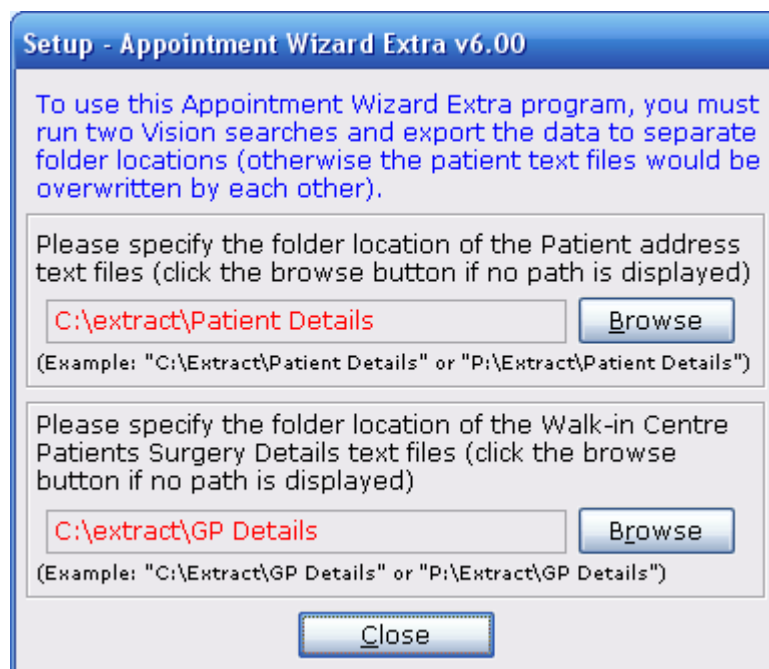 Setup - Appointment Wizard Extra v6.00
To use this Appointment Wizard Extra program, you must
run two Vision searches and export the data to separate
folder locations (otherwise the patient text files would be
overwritten by each other).
Please specify the folder location of the Patient address
text files (click the browse button if no path is displayed)
C:\extract\Patient Details
Browse
(Example: "C:\Extract\Patient Details" or "P:\Extract\Patient Details")
Please specify the folder location of the Walk-in Centre
Patients Surgery Details text files (click the browse
button if no path is displayed)
C:\extract\GP Details
Browse
(Example: "C:\Extract\GP Details" or "P:\Extract\GP Details")
Close